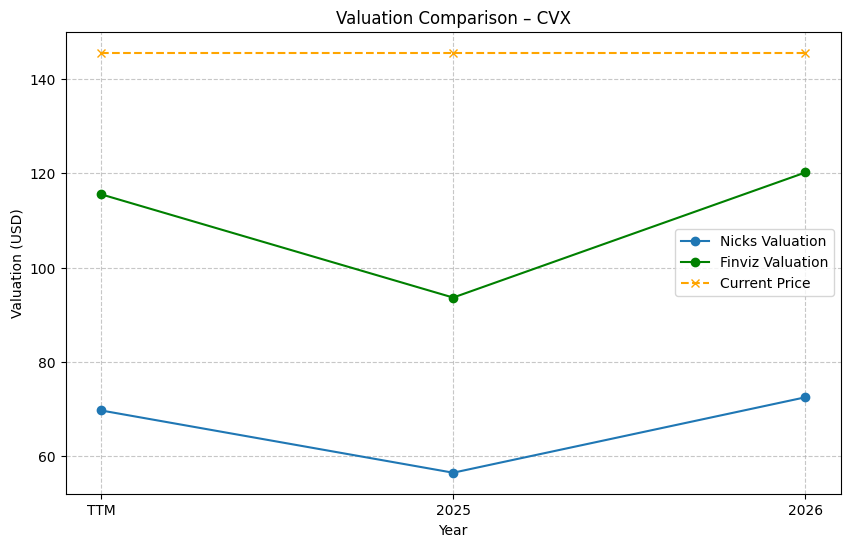 Valuation Comparison – CVX
Valuation (USD)
140
120
100
80
60
Nicks Valuation
Finviz Valuation
Current Price
TTM
2025
2026
Year